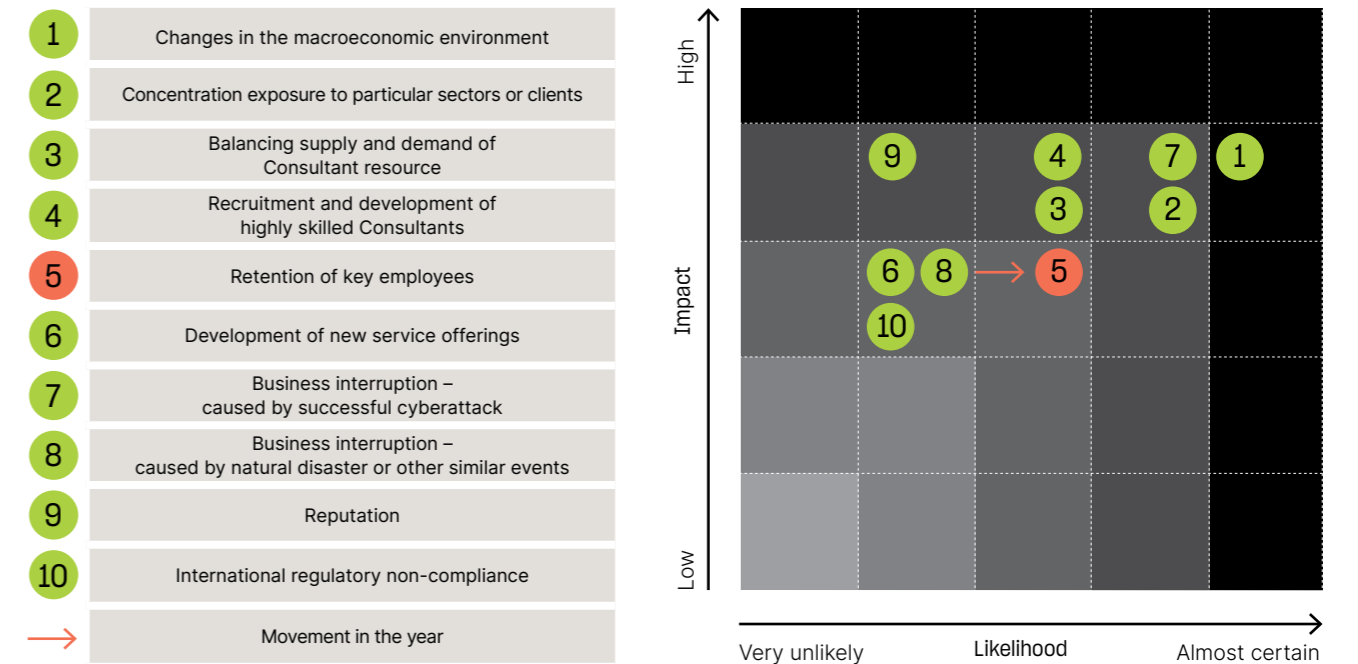 1
Changes in the macroeconomic environment
2
Concentration exposure to particular sectors or clients
3
Balancing supply and demand of
Consultant resource
4
Recruitment and development of
highly skilled Consultants
5
Retention of key employees
6
Development of new service offerings
7
Business interruption –
caused by successful cyberattack
8
Business interruption –
caused by natural disaster or other similar events
9
Reputation
10
International regulatory non-compliance
Movement in the year
High
Impact
Low
9 4 7 1
3 2
6 8 5
10
Very unlikely Likelihood Almost certain